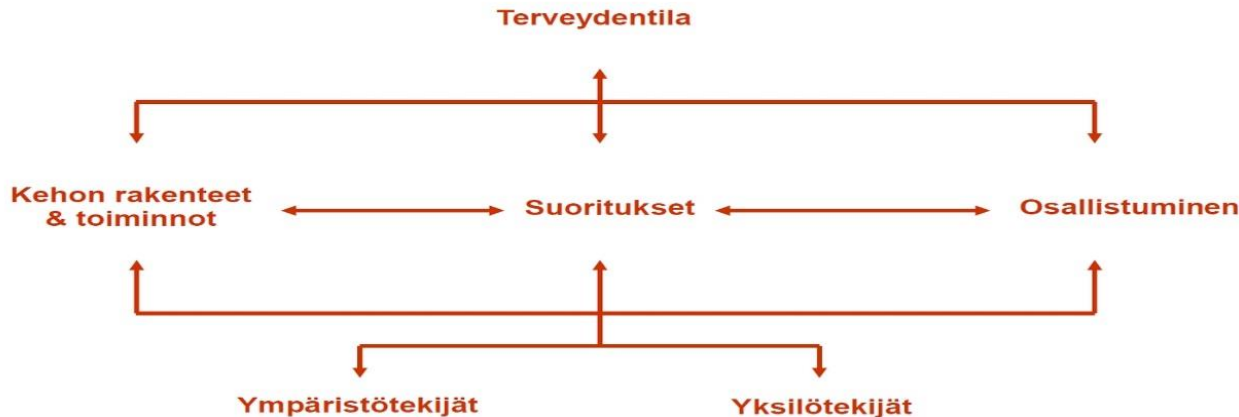 Terveydentila
Kehon rakenteet
& toiminnot
Suoritukset
Osallistuminen
Ympäristötekijät
Yksilötekijät